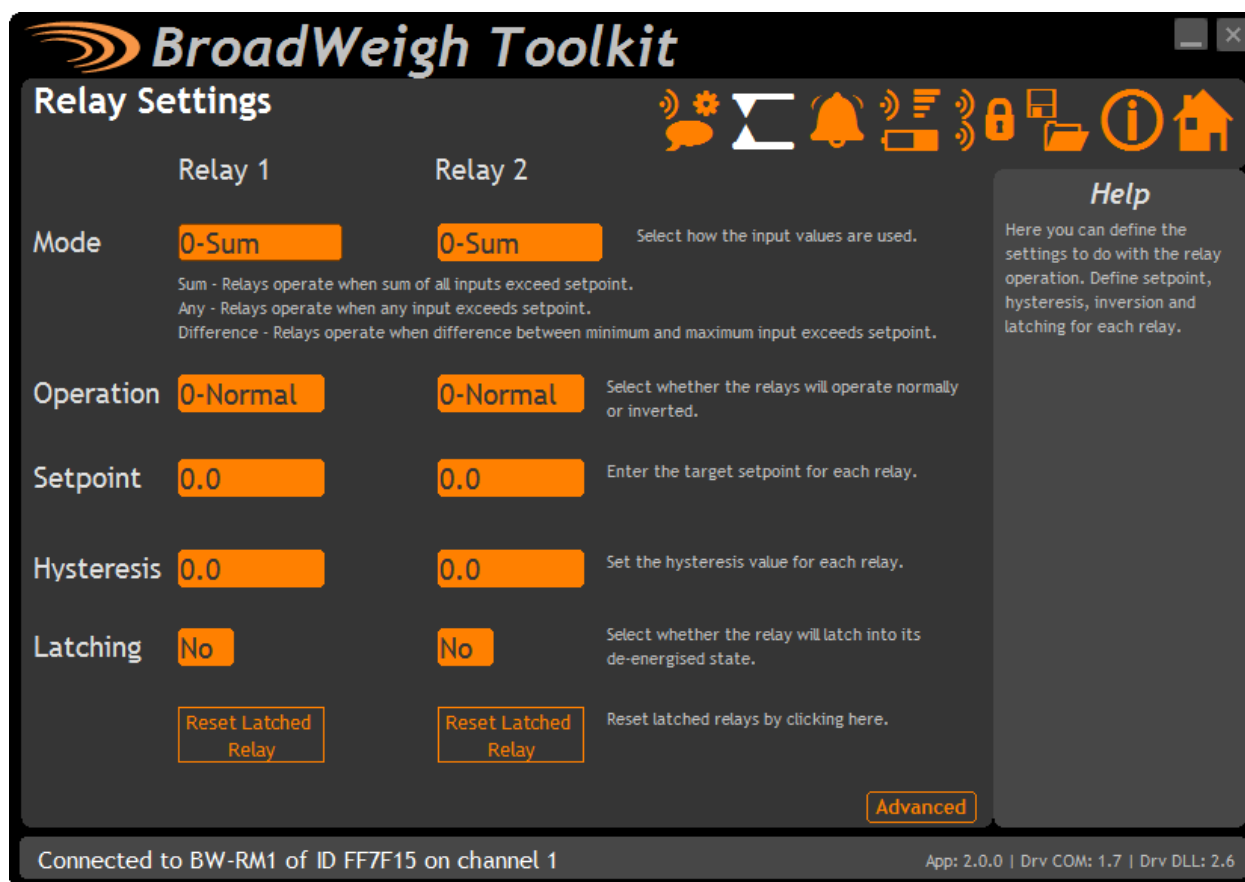 BroadWeigh Toolkit
Relay Settings
Relay 1 Relay 2
Mode 0-Sum 0-Sum Select how the input values are used.
Sum - Relays operate when sum of all inputs exceed setpoint.
Any - Relays operate when any input exceeds setpoint.
Difference - Relays operate when difference between minimum and maximum input exceeds setpoint.
Operation 0-Normal 0-Normal Select whether the relays will operate normally
or inverted.
Setpoint 0.0 0.0 Enter the target setpoint for each relay.
Hysteresis 0.0 0.0 Set the hysteresis value for each relay.
Latching No No Select whether the relay will latch into its
de-energised state.
Reset Latched
Relay
Reset Latched
Relay
Reset latched relays by clicking here.
Advanced
Help
Here you can define the
settings to do with the relay
operation. Define setpoint,
hysteresis, inversion and
latching for each relay.
Connected to BW-RM1 of ID FF7F15 on channel 1
App: 2.0.0 | Drv COM: 1.7 | Drv DLL: 2.6